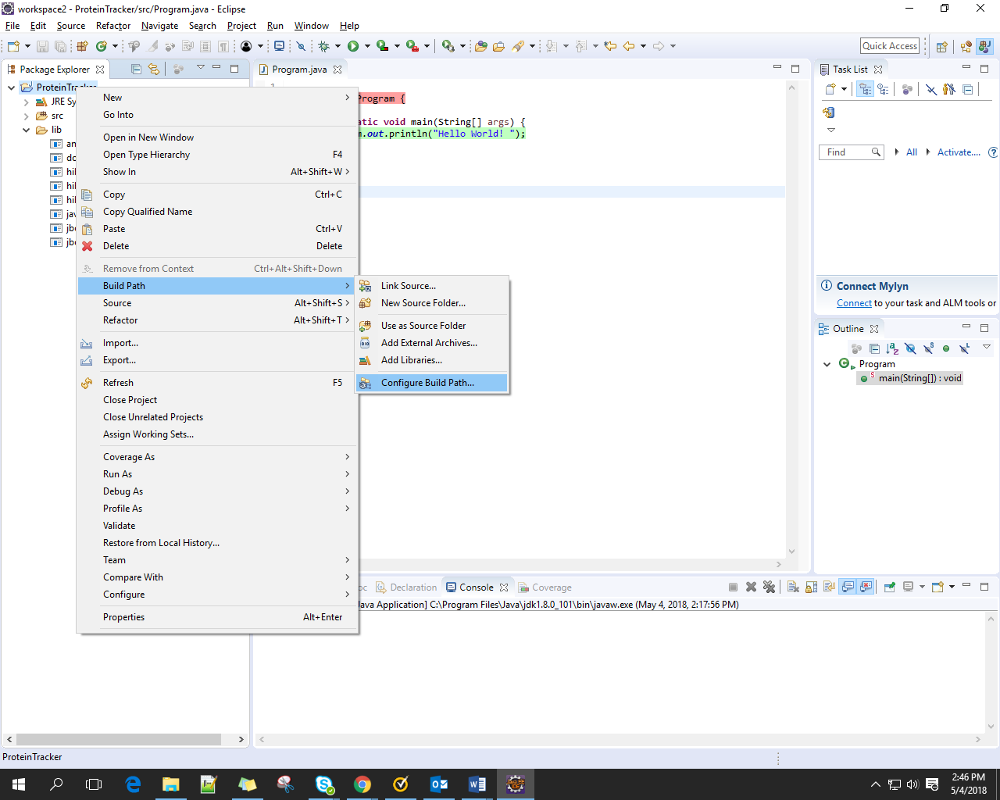 workspace2 - ProteinTracker/src/Program.java - Eclipse
File Edit Source Refactor Navigate Search Project Run Window Help
Quick Access
Package Explorer
ProteinTracker
JRE Sy
src
lib
an
do
hil
hil
hil
jav
jbo
jbo
New
Go Into
Open in New Window
Open Type Hierarchy F4
Show In Alt+Shift+W
Copy Ctrl+C
Copy Qualified Name
Paste Ctrl+V
Delete Delete
Remove from Context Ctrl+Alt+Shift+Down
Build Path
Source Alt+Shift+S
Refactor Alt+Shift+T
Import...
Export...
Refresh F5
Close Project
Close Unrelated Projects
Assign Working Sets...
Coverage As
Run As
Debug As
Profile As
Validate
Restore from Local History...
Team
Compare With
Configure
Properties Alt+Enter
Link Source...
New Source Folder...
Use as Source Folder
Add External Archives...
Add Libraries...
Configure Build Path...
Program.java
1
Program {
tatic void main(String[] args) {
m.out.println("Hello World! ");
Task List
Find All Activate...
Connect Mylyn
Connect to your task and ALM tools or
Outline
Program
main(String[]) : void
oc Declaration Console Coverage
Java Application] C:\Program Files\Java\jdk1.8.0_101\bin\javaw.exe (May 4, 2018, 2:17:56 PM)
ProteinTracker
2:46 PM
5/4/2018